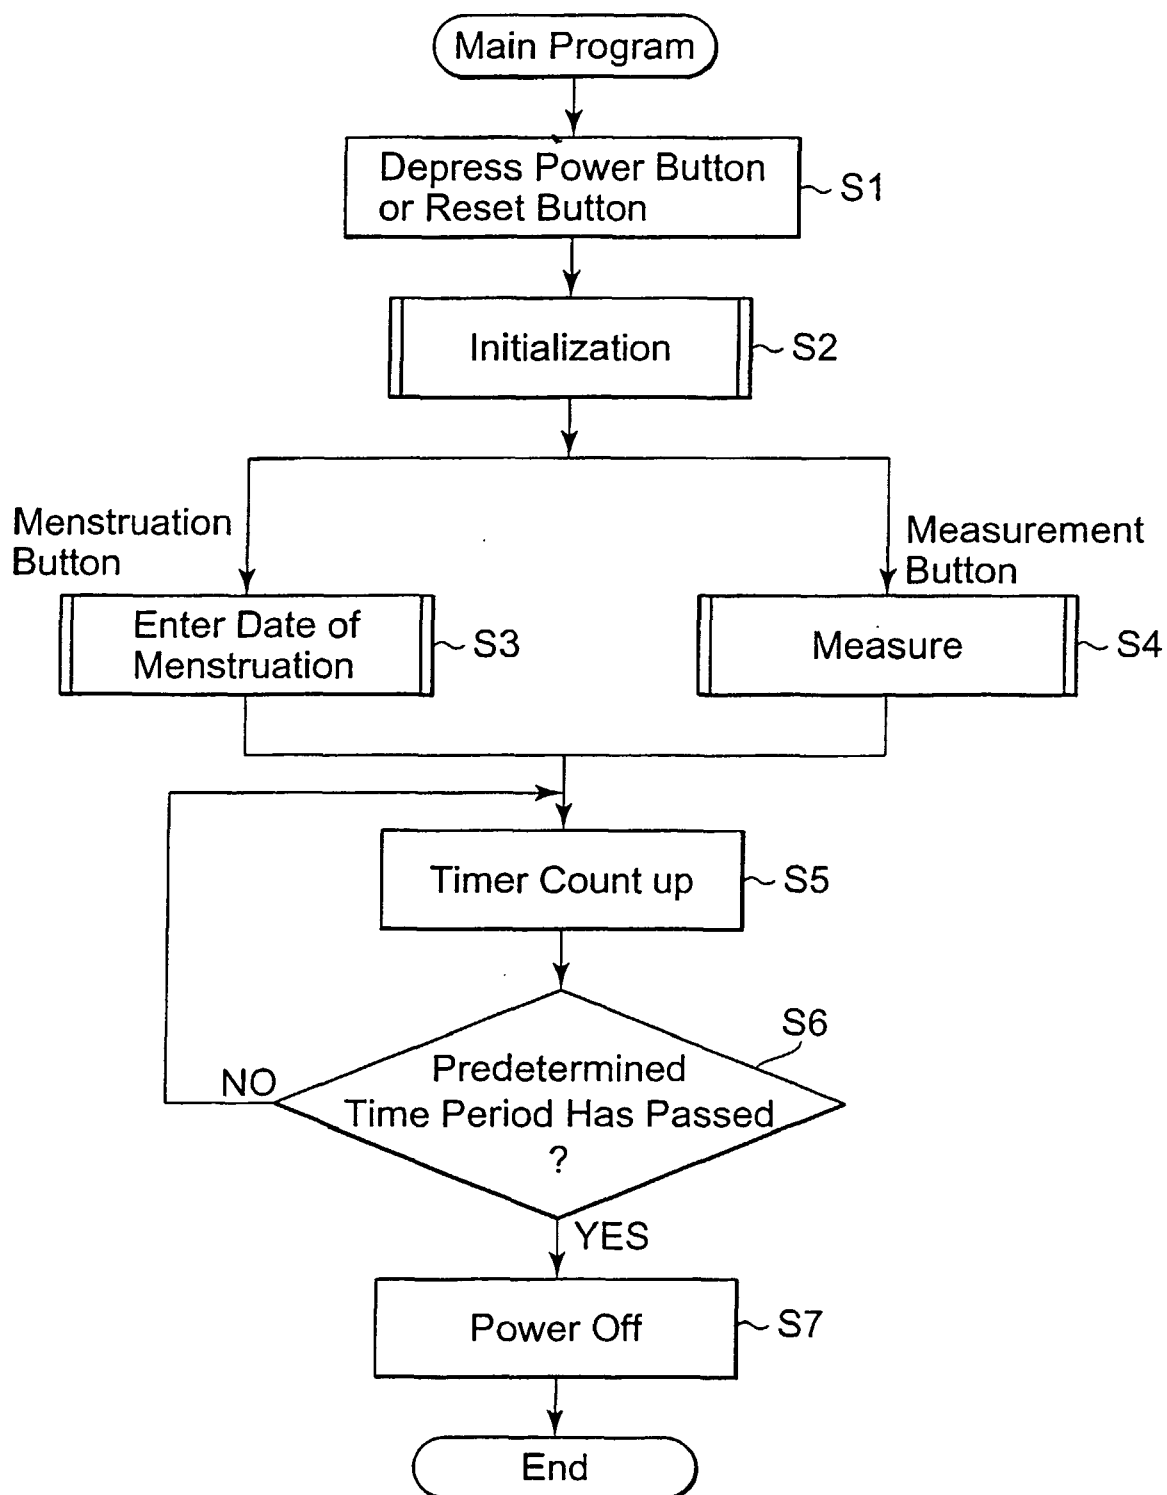 Main Program
Depress Power Button
or Reset Button
S1
Initialization
S2
Menstruation
Button
Measurement
Button
Enter Date of
Menstruation
S3
Measure
S4
Timer Count up
S5
S6
Predetermined
Time Period Has Passed
?
NO
YES
Power Off
S7
End